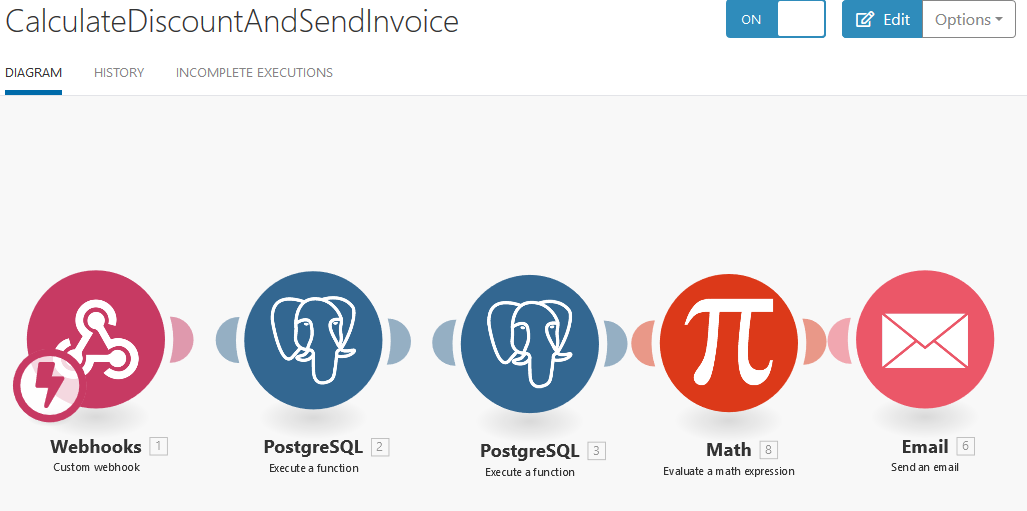 CalculateDiscountAndSendInvoice
ON
Edit
Options
DIAGRAM
HISTORY
INCOMPLETE EXECUTIONS
Webhooks 1
Custom webhook
PostgreSQL 2
Execute a function
PostgreSQL 3
Execute a function
π
Math 8
Evaluate a math expression
Email 6
Send an email